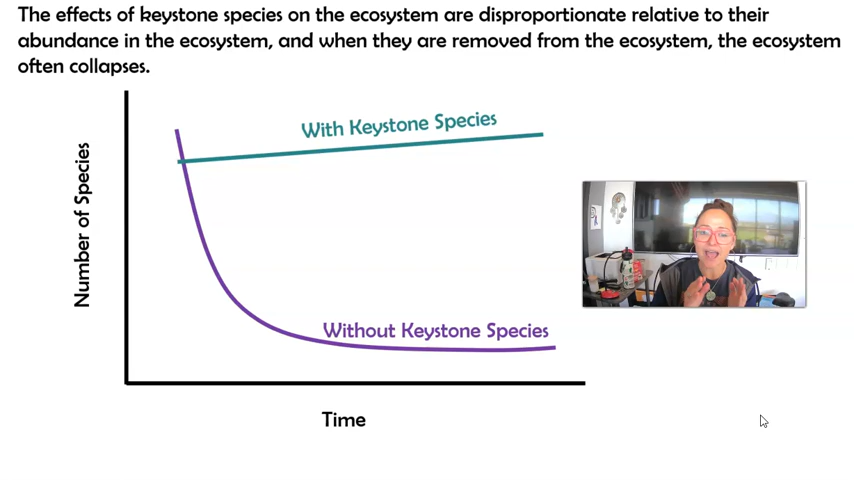 The effects of keystone species on the ecosystem are disproportionate relative to their
abundance in the ecosystem, and when they are removed from the ecosystem, the ecosystem
often collapses.
With Keystone Species
Number of Species
Without Keystone Species
Time